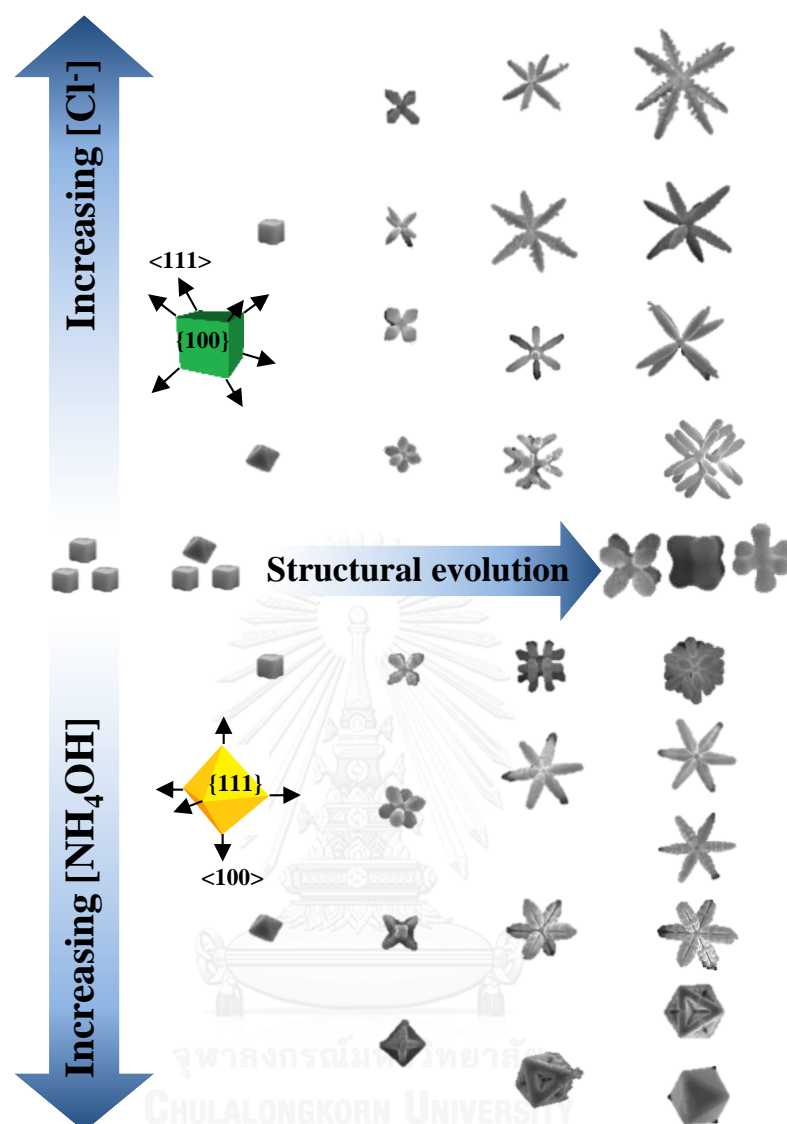 Increasing [Cl⁻]
<111>
{100}
Structural evolution
Increasing [NH₄OH]
{111}
<100>
จุฬาลงกรณ์มหาวิทยาลัย
CHULALONGKORN UNIVERSITY